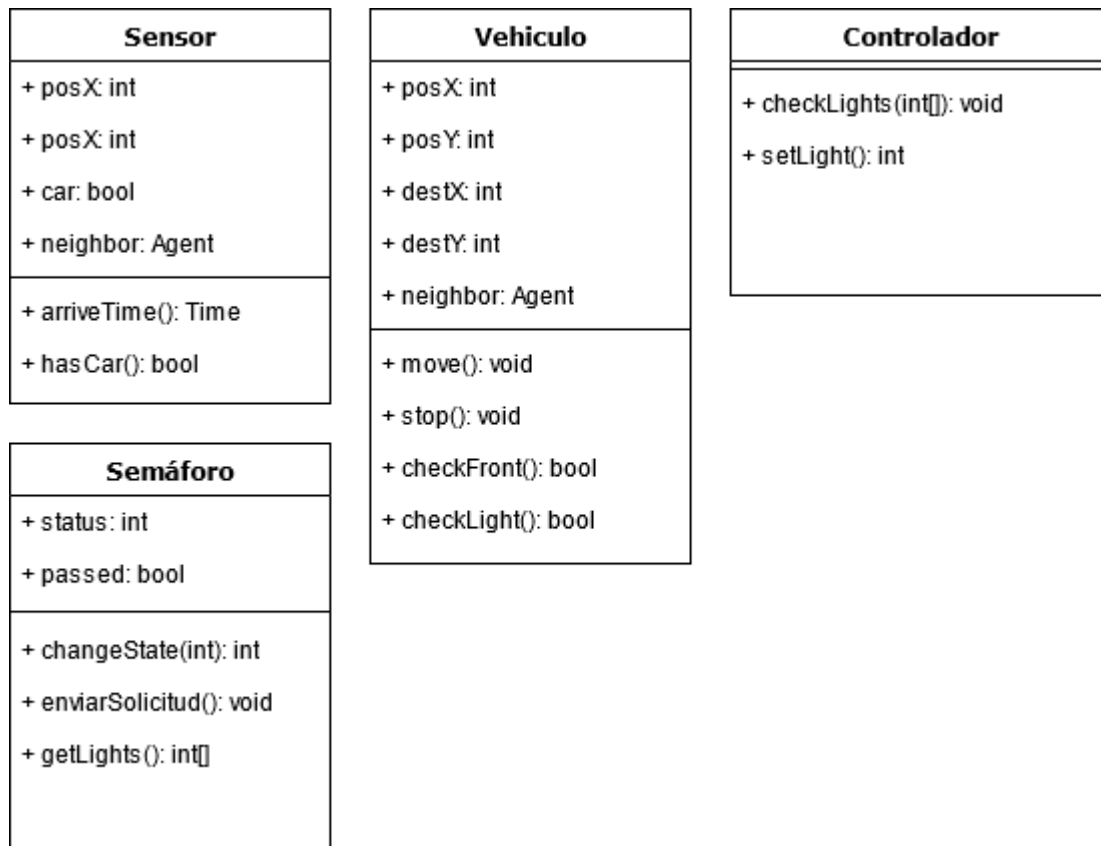 Sensor
+ posX: int
+ posX: int
+ car: bool
+ neighbor: Agent
+ arriveTime(): Time
+ hasCar(): bool
Semáforo
+ status: int
+ passed: bool
+ changeState(int): int
+ enviarSolicitud(): void
+ getLights(): int[]
Vehiculo
+ posX: int
+ posY: int
+ destX: int
+ destY: int
+ neighbor: Agent
+ move(): void
+ stop(): void
+ checkFront(): bool
+ checkLight(): bool
Controlador
+ checkLights(int[]): void
+ setLight(): int